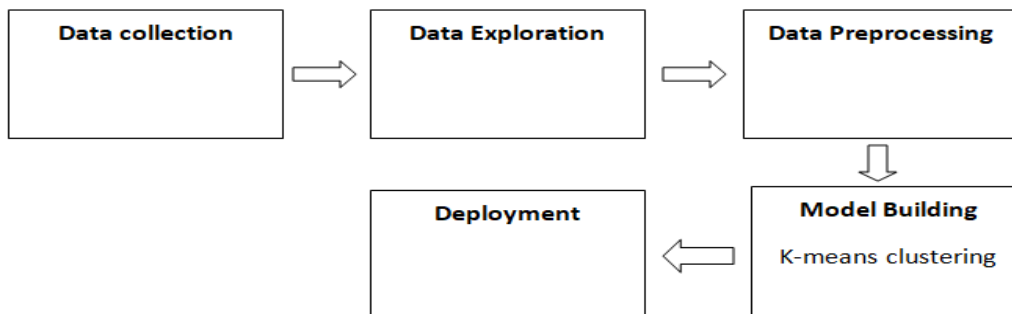 Data collection
Data Exploration
Data Preprocessing
Model Building
K-means clustering
Deployment